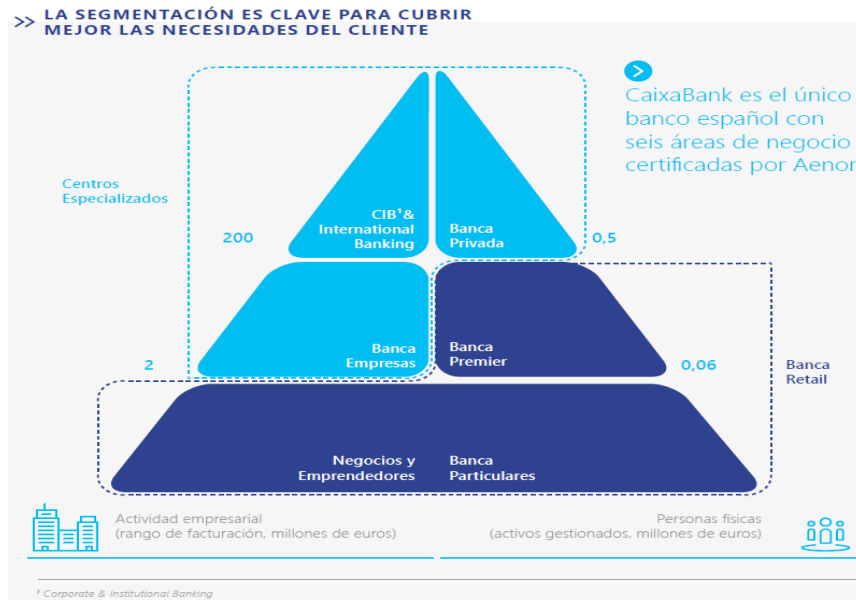 >> LA SEGMENTACIÓN ES CLAVE PARA CUBRIR
MEJOR LAS NECESIDADES DEL CLIENTE
CaixaBank es el único
banco español con
seis áreas de negocio
certificadas por Aenor
Centros
Especializados
CIB¹&
International
Banking
Banca
Privada
200
0,5
Banca
Empresas
Banca
Premier
2
0,06
Banca
Retail
Negocios y
Emprendedores
Banca
Particulares
Actividad empresarial
(rango de facturación, millones de euros)
Personas físicas
(activos gestionados, millones de euros)
¹ Corporate & Institutional Banking